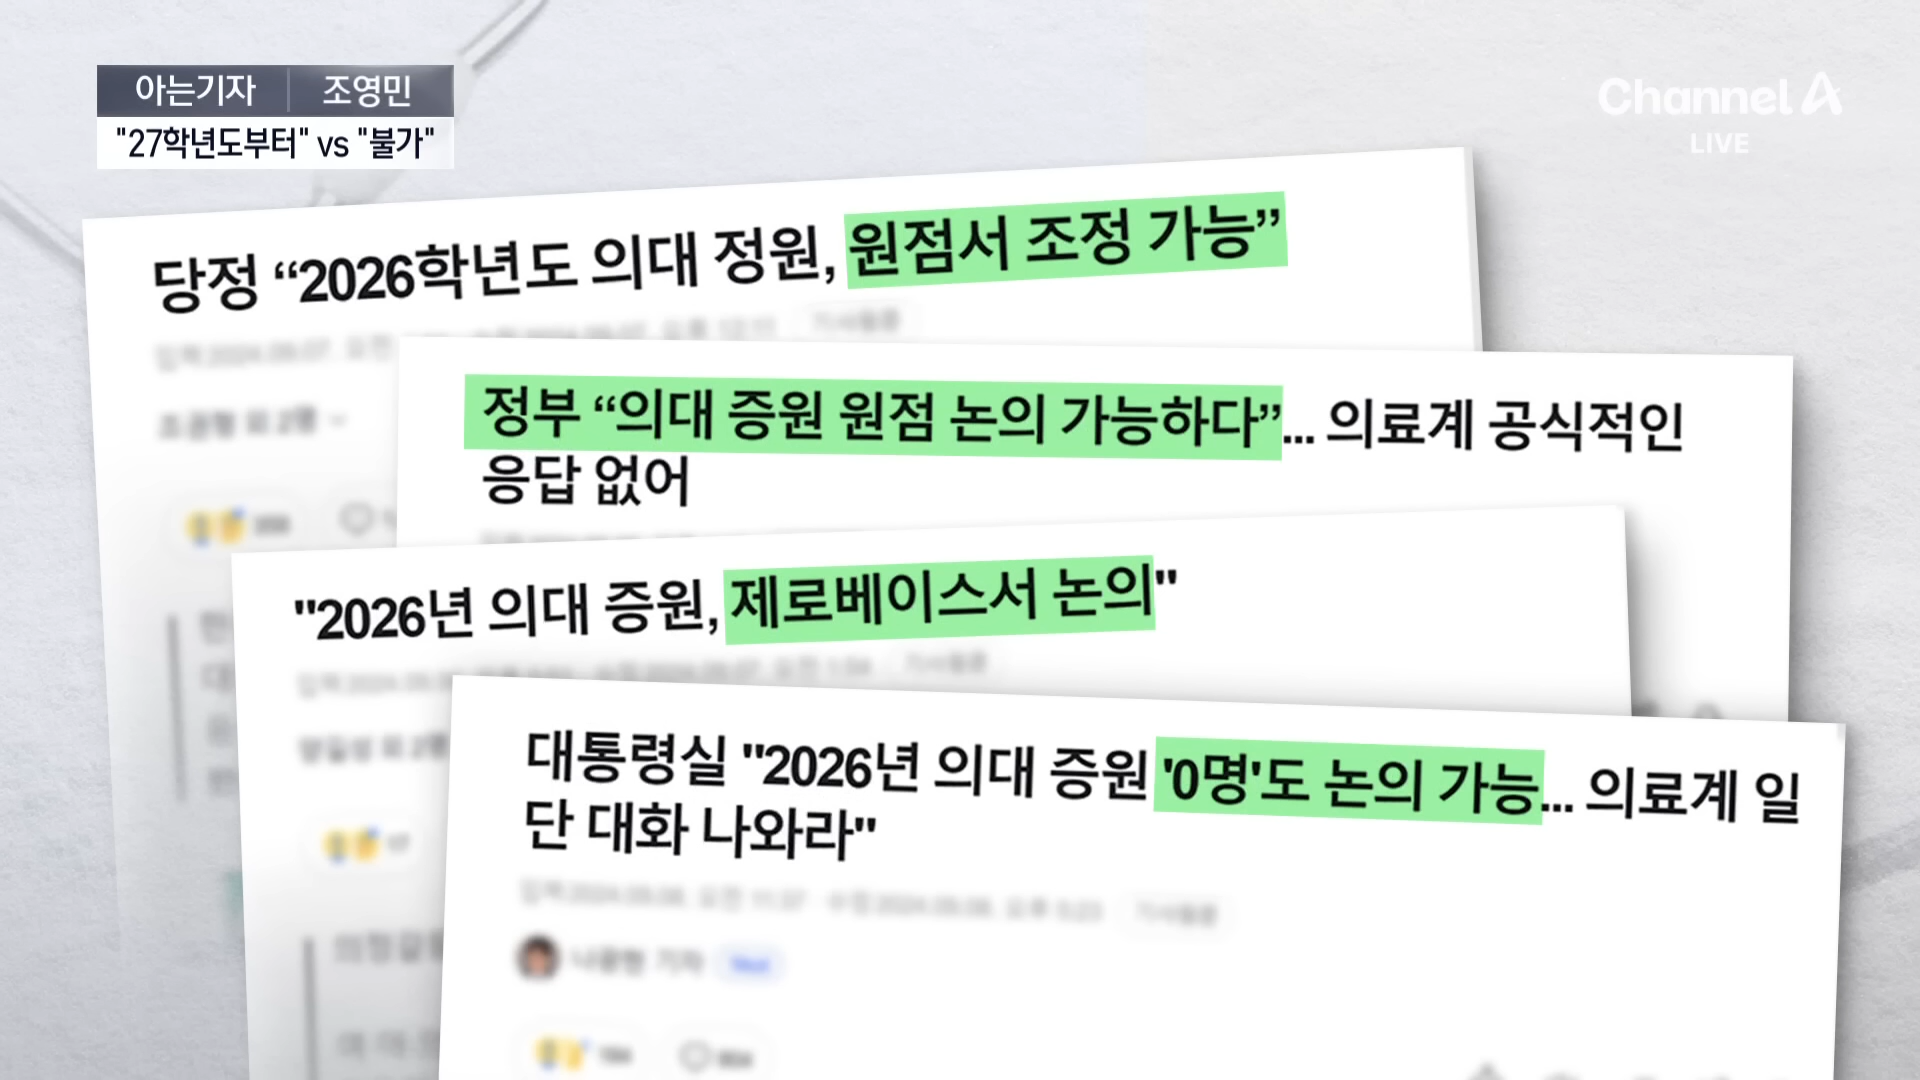 아는기자 조영민
"27학년도부터" vs "불가"
Channel A
LIVE
당정 “2026학년도 의대 정원, 원점서 조정 가능”
정부 “의대 증원 원점 논의 가능하다”... 의료계 공식적인
응답 없어
"2026년 의대 증원, 제로베이스서 논의"
대통령실 "2026년 의대 증원 '0명'도 논의 가능... 의료계 일
단 대화 나와라"